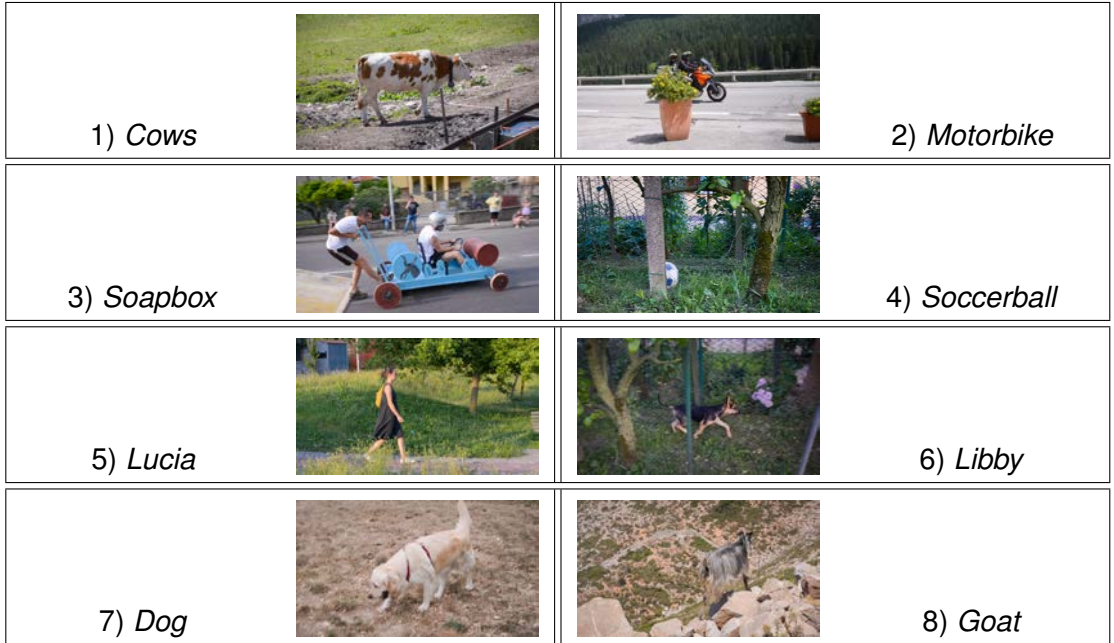 1) Cows
2) Motorbike
3) Soapbox
4) Soccerball
5) Lucia
6) Libby
7) Dog
8) Goat